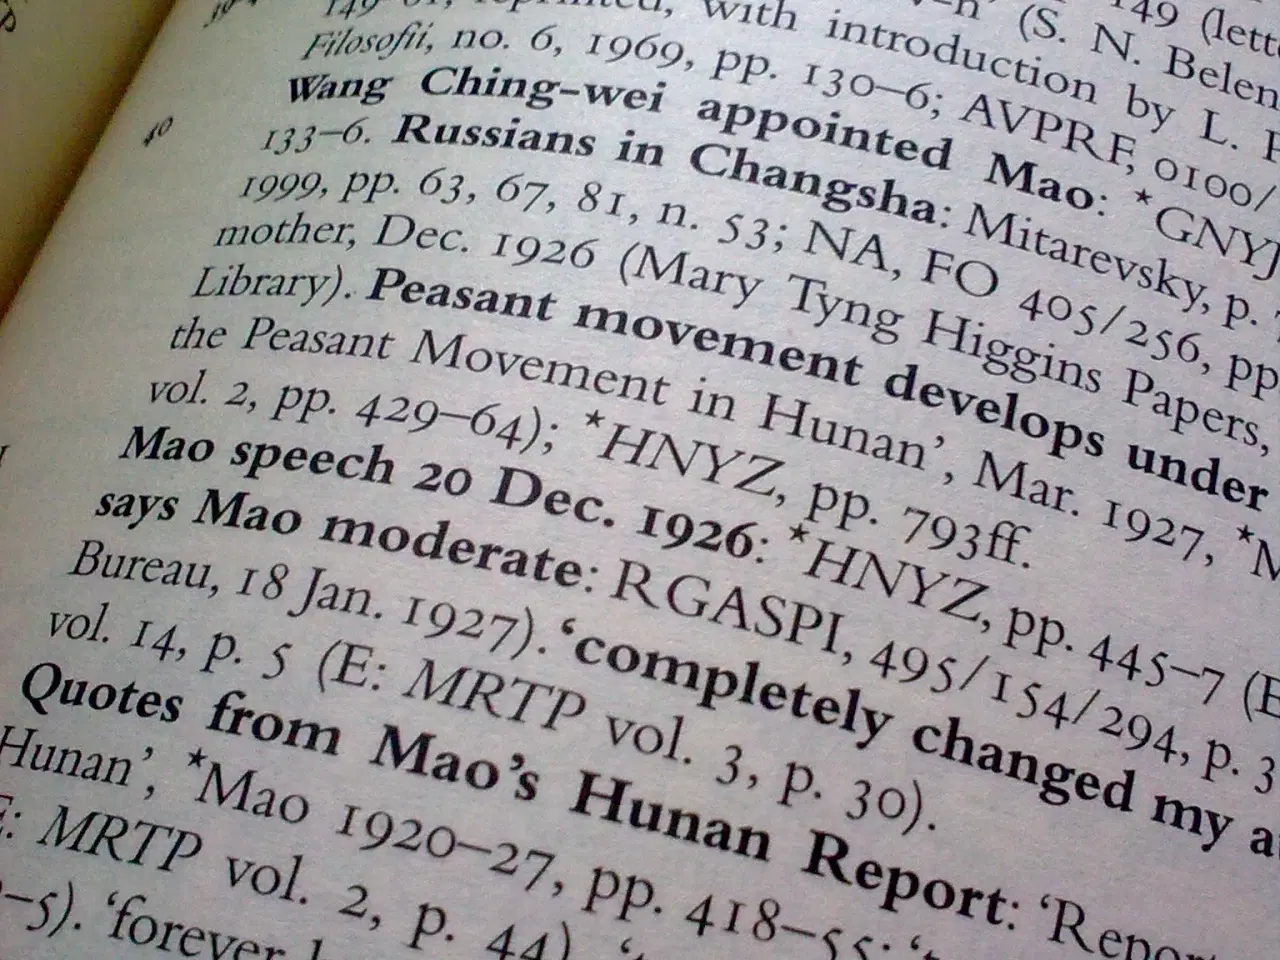 149 (lett
(S. N. Belen
reprinted, with introduction by L.
Filosofii, no. 6, 1969, pp. 130–6; AVPRF, 0100/
40 Wang Ching-wei appointed Mao: *GNYJ
133–6. Russians in Changsha: Mitarevsky, p.
1999, pp. 63, 67, 81, n. 53; NA, FO 405/256, pp
mother, Dec. 1926 (Mary Tyng Higgins Papers,
Library). Peasant movement develops under
the Peasant Movement in Hunan’, Mar. 1927, *M
vol. 2, pp. 429–64); *HNYZ, pp. 793ff.
Mao speech 20 Dec. 1926: *HNYZ, pp. 445–7 (E
says Mao moderate: RGASPI, 495/154/294, p. 3
Bureau, 18 Jan. 1927). ‘completely changed my a
vol. 14, p. 5 (E: MRTP vol. 3, p. 30).
Quotes from Mao’s Hunan Report: ‘Repor
Hunan’, *Mao 1920–27, pp. 418–55; ‘
E: MRTP vol. 2, p. 44)
–5). ‘forever